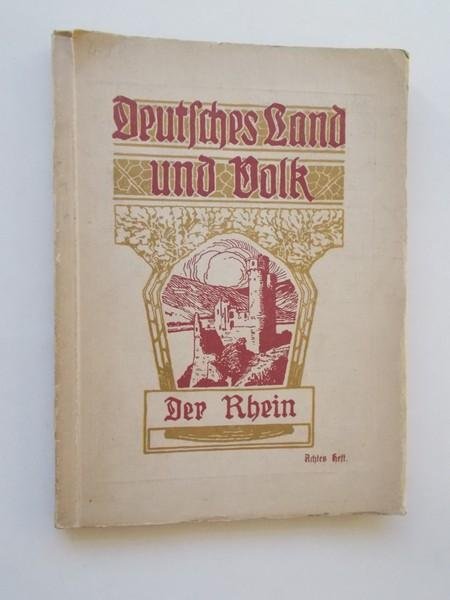 Deutſches Land
und Volk
Der Rhein
Achtes Heft.